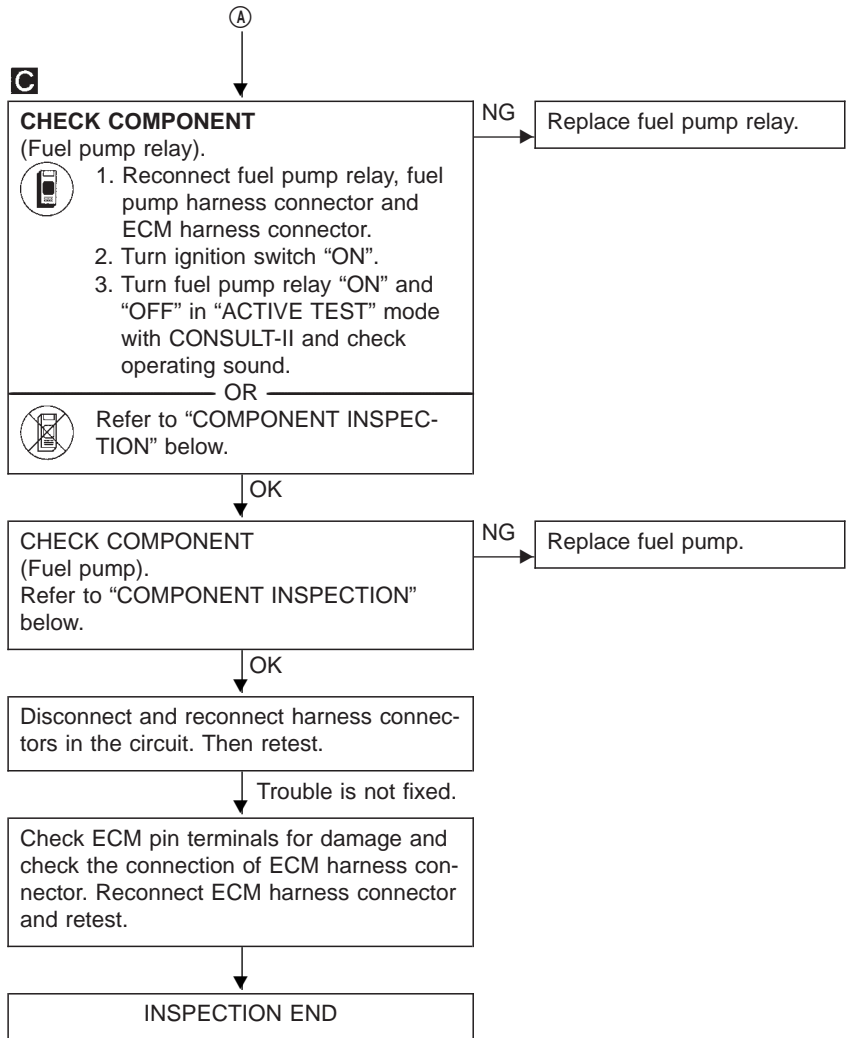 Ⓐ
C
CHECK COMPONENT
(Fuel pump relay).
1. Reconnect fuel pump relay, fuel
pump harness connector and
ECM harness connector.
2. Turn ignition switch “ON”.
3. Turn fuel pump relay “ON” and
“OFF” in “ACTIVE TEST” mode
with CONSULT-II and check
operating sound.
OR
Refer to “COMPONENT INSPEC-
TION” below.
NG
Replace fuel pump relay.
OK
CHECK COMPONENT
(Fuel pump).
Refer to “COMPONENT INSPECTION”
below.
NG
Replace fuel pump.
OK
Disconnect and reconnect harness connec-
tors in the circuit. Then retest.
Trouble is not fixed.
Check ECM pin terminals for damage and
check the connection of ECM harness con-
nector. Reconnect ECM harness connector
and retest.
INSPECTION END